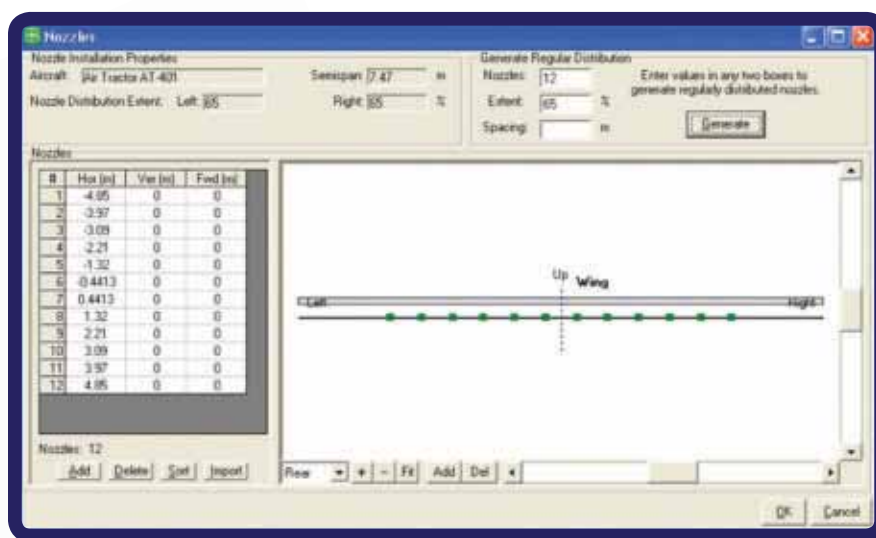 Nozzles
Nozzle Installation Properties
Aircraft: Air Tractor AT-401
Semispan: 7.47 m
Nozzle Distribution Extent: Left: 65
Right: 65 %
Generate Regular Distribution
Nozzles: 12
Extent: 65 %
Spacing: m
Enter values in any two boxes to
generate regularly distributed nozzles.
Generate
Nozzles
# Hor (m) Ver (m) Fwd (m)
1 -4.85 0 0
2 -3.97 0 0
3 -3.09 0 0
4 -2.21 0 0
5 -1.32 0 0
6 -0.4413 0 0
7 0.4413 0 0
8 1.32 0 0
9 2.21 0 0
10 3.09 0 0
11 3.97 0 0
12 4.85 0 0
Nozzles: 12
Add Delete Sort Import
Up Wing
Left Right
Rear + - Fit Add Del
OK Cancel